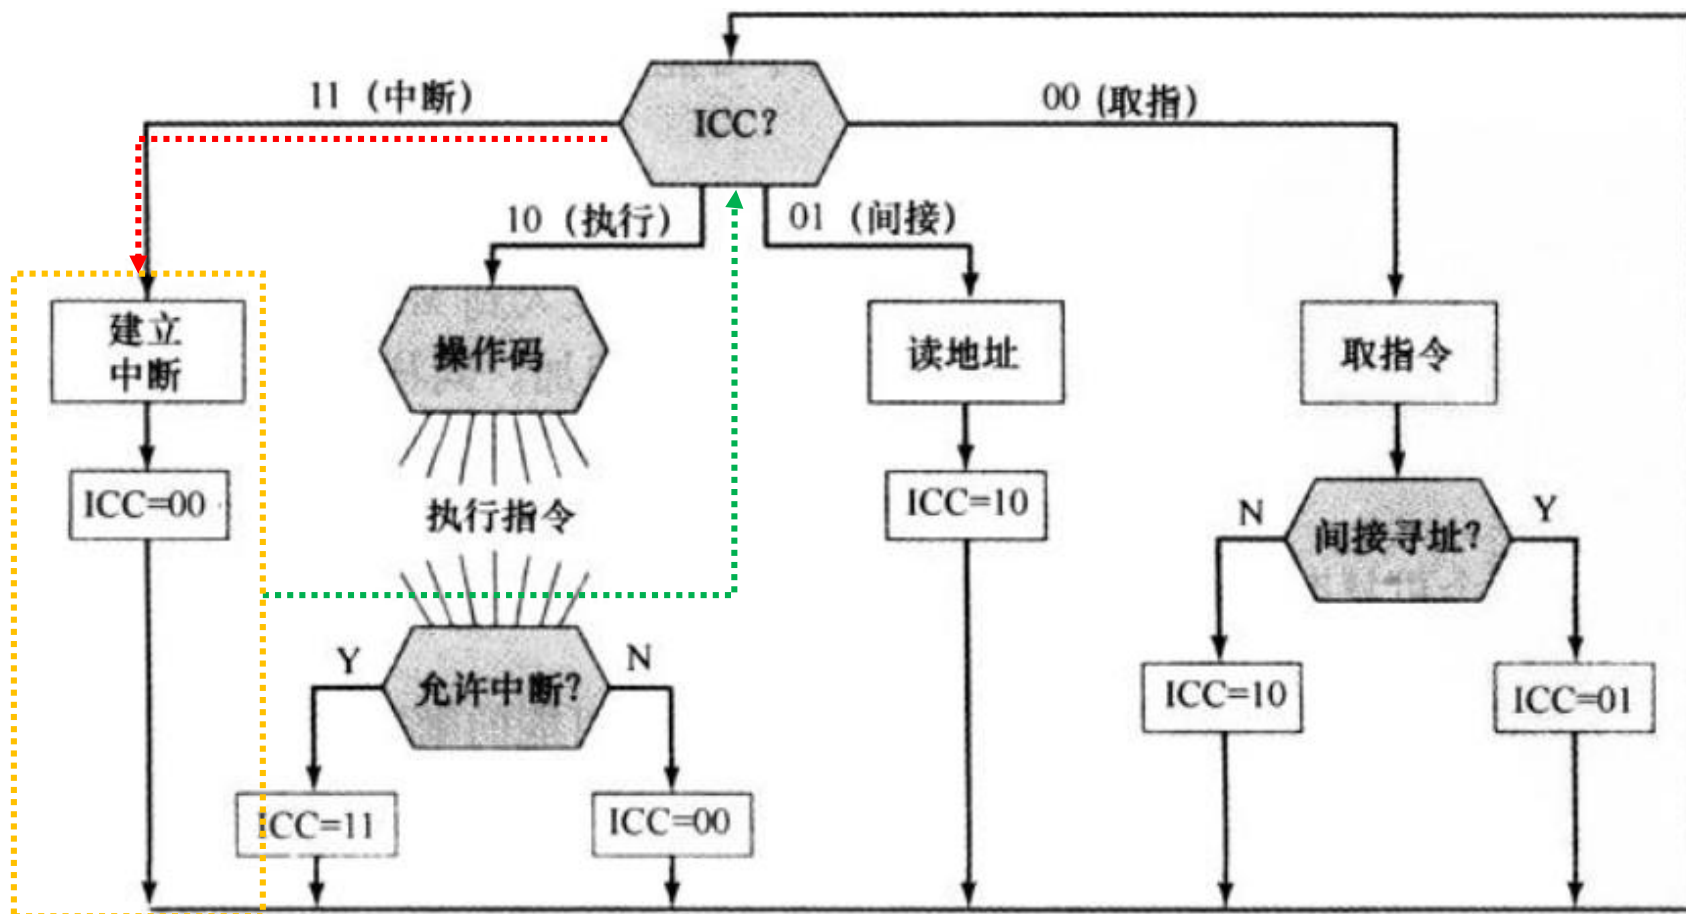 ICC?
11 (中断)
00 (取指)
10 (执行)
01 (间接)
建立
中断
操作码
读地址
取指令
ICC=00
执行指令
ICC=10
间接寻址?
N
Y
允许中断?
Y
N
ICC=10
ICC=01
ICC=11
ICC=00